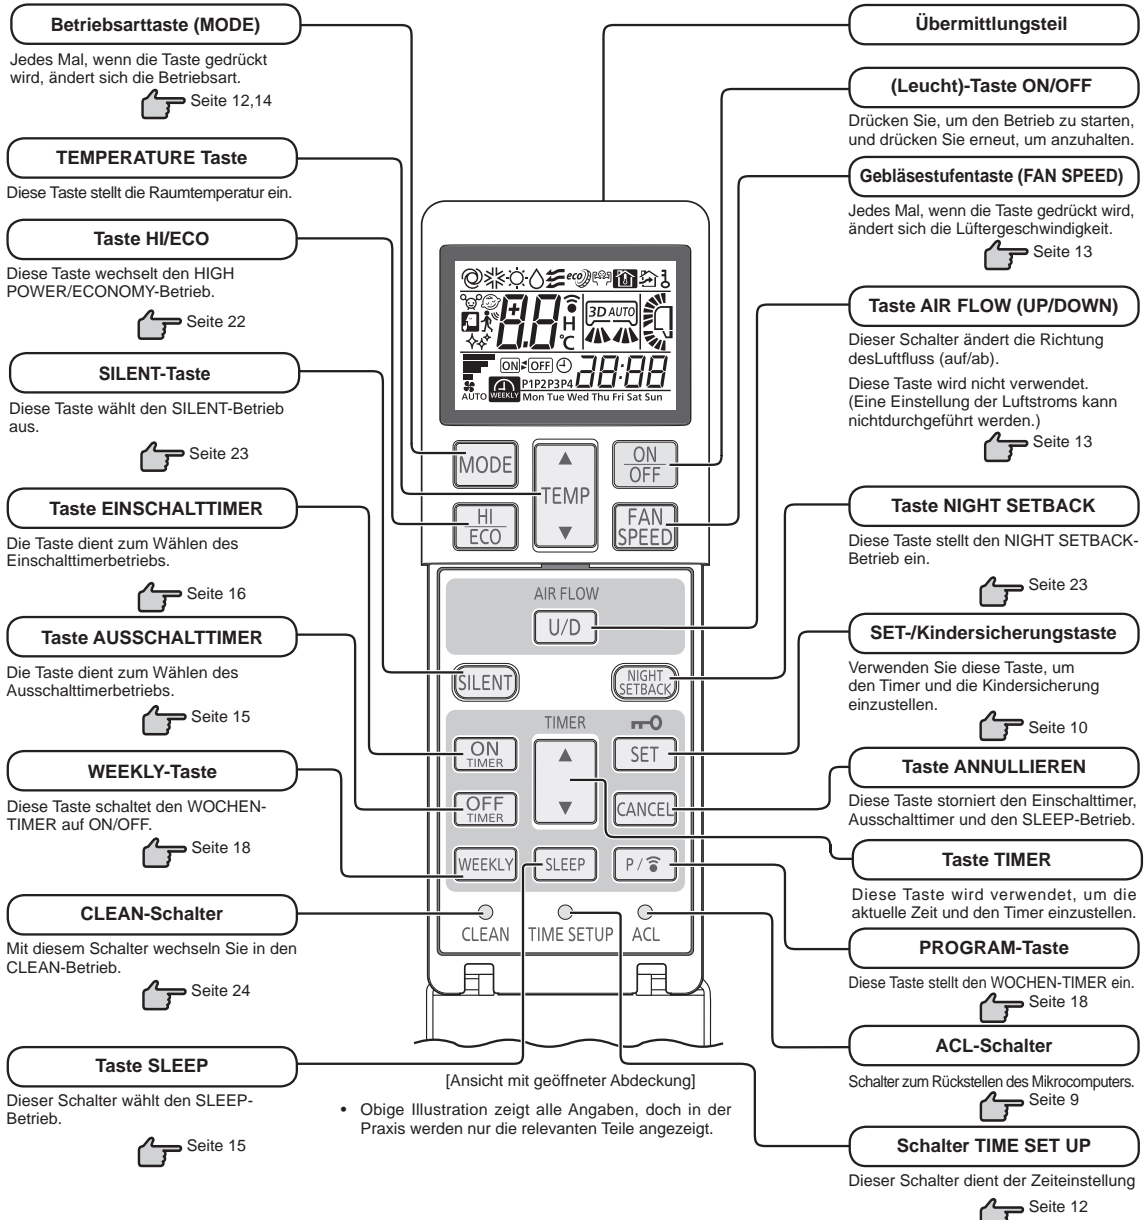 Betriebsarttaste (MODE)
Jedes Mal, wenn die Taste gedrückt
wird, ändert sich die Betriebsart.
Seite 12,14
TEMPERATURE Taste
Diese Taste stellt die Raumtemperatur ein.
Taste HI/ECO
Diese Taste wechselt den HIGH
POWER/ECONOMY-Betrieb.
Seite 22
SILENT-Taste
Diese Taste wählt den SILENT-Betrieb
aus.
Seite 23
Taste EINSCHALTTIMER
Die Taste dient zum Wählen des
Einschalttimerbetriebs.
Seite 16
Taste AUSSCHALTTIMER
Die Taste dient zum Wählen des
Ausschalttimerbetriebs.
Seite 15
WEEKLY-Taste
Diese Taste schaltet den WOCHEN-
TIMER auf ON/OFF.
Seite 18
CLEAN-Schalter
Mit diesem Schalter wechseln Sie in den
CLEAN-Betrieb.
Seite 24
Taste SLEEP
Dieser Schalter wählt den SLEEP-
Betrieb.
Seite 15
eco
8.8
H
°C
3D AUTO
ON OFF
P1P2P3P4 88:88
AUTO WEEKLY Mon Tue Wed Thu Fri Sat Sun
MODE
TEMP
ON
OFF
HI
ECO
FAN
SPEED
AIR FLOW
U/D
SILENT
NIGHT
SETBACK
TIMER
ON
TIMER
SET
OFF
TIMER
CANCEL
WEEKLY
SLEEP
P/
CLEAN
TIME SETUP
ACL
[Ansicht mit geöffneter Abdeckung]
• Obige Illustration zeigt alle Angaben, doch in der
Praxis werden nur die relevanten Teile angezeigt.
Übermittlungsteil
(Leucht)-Taste ON/OFF
Drücken Sie, um den Betrieb zu starten,
und drücken Sie erneut, um anzuhalten.
Gebläsestufentaste (FAN SPEED)
Jedes Mal, wenn die Taste gedrückt wird,
ändert sich die Lüftergeschwindigkeit.
Seite 13
Taste AIR FLOW (UP/DOWN)
Dieser Schalter ändert die Richtung
desLuftfluss (auf/ab).
Diese Taste wird nicht verwendet.
(Eine Einstellung der Luftstroms kann
nichtdurchgeführt werden.)
Seite 13
Taste NIGHT SETBACK
Diese Taste stellt den NIGHT SETBACK-
Betrieb ein.
Seite 23
SET-/Kindersicherungstaste
Verwenden Sie diese Taste, um
den Timer und die Kindersicherung
einzustellen.
Seite 10
Taste ANNULLIEREN
Diese Taste storniert den Einschalttimer,
Ausschalttimer und den SLEEP-Betrieb.
Taste TIMER
Diese Taste wird verwendet, um die
aktuelle Zeit und den Timer einzustellen.
PROGRAM-Taste
Diese Taste stellt den WOCHEN-TIMER ein.
Seite 18
ACL-Schalter
Schalter zum Rückstellen des Mikrocomputers.
Seite 9
Schalter TIME SET UP
Dieser Schalter dient der Zeiteinstellung
Seite 12